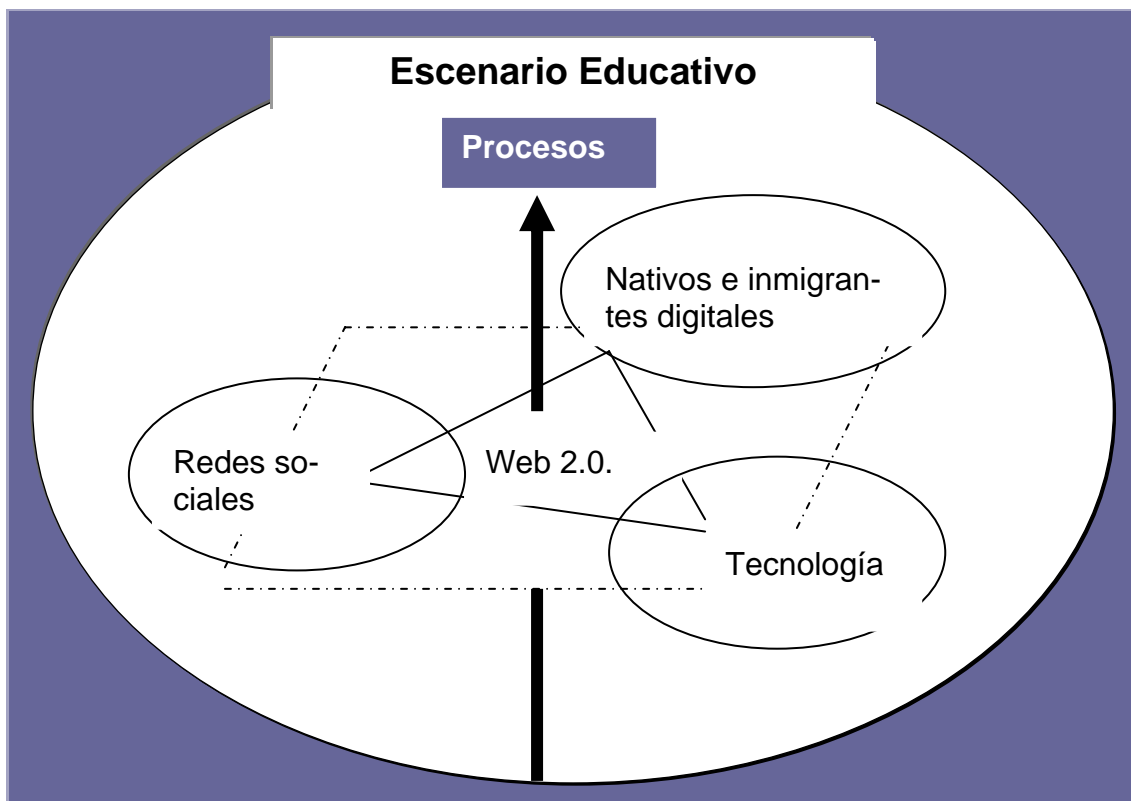 Escenario Educativo
Procesos
Nativos e inmigran-
tes digitales
Redes so-
ciales
Web 2.0.
Tecnología